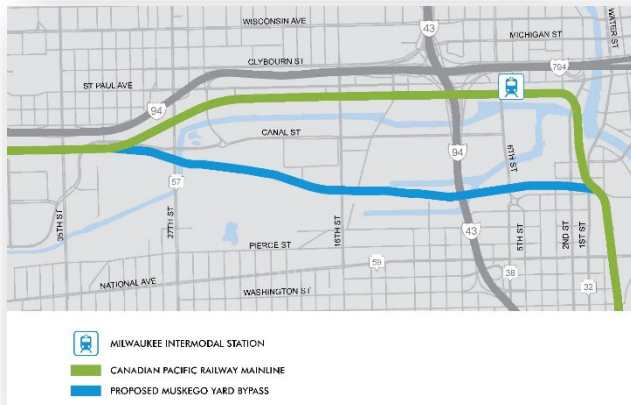 WISCONSIN AVE
43
MICHIGAN ST
WATER ST
CLYBOURN ST
794
ST PAUL AVE
94
CANAL ST
6TH ST
94
57
35TH ST
27TH ST
16TH ST
43
5TH ST
2ND ST
1ST ST
PIERCE ST
59
38
32
NATIONAL AVE
WASHINGTON ST
MILWAUKEE INTERMODAL STATION
CANADIAN PACIFIC RAILWAY MAINLINE
PROPOSED MUSKEGO YARD BYPASS